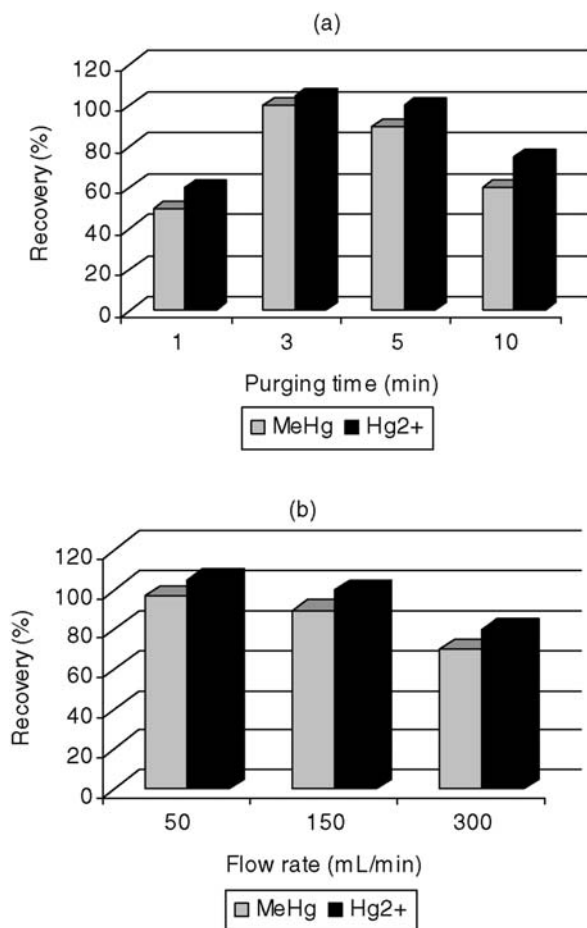 (a)
120
100
80
60
40
20
0
Recovery (%)
1 3 5 10
Purging time (min)
MeHg Hg2+
(b)
120
100
80
60
40
20
0
Recovery (%)
50 150 300
Flow rate (mL/min)
MeHg Hg2+